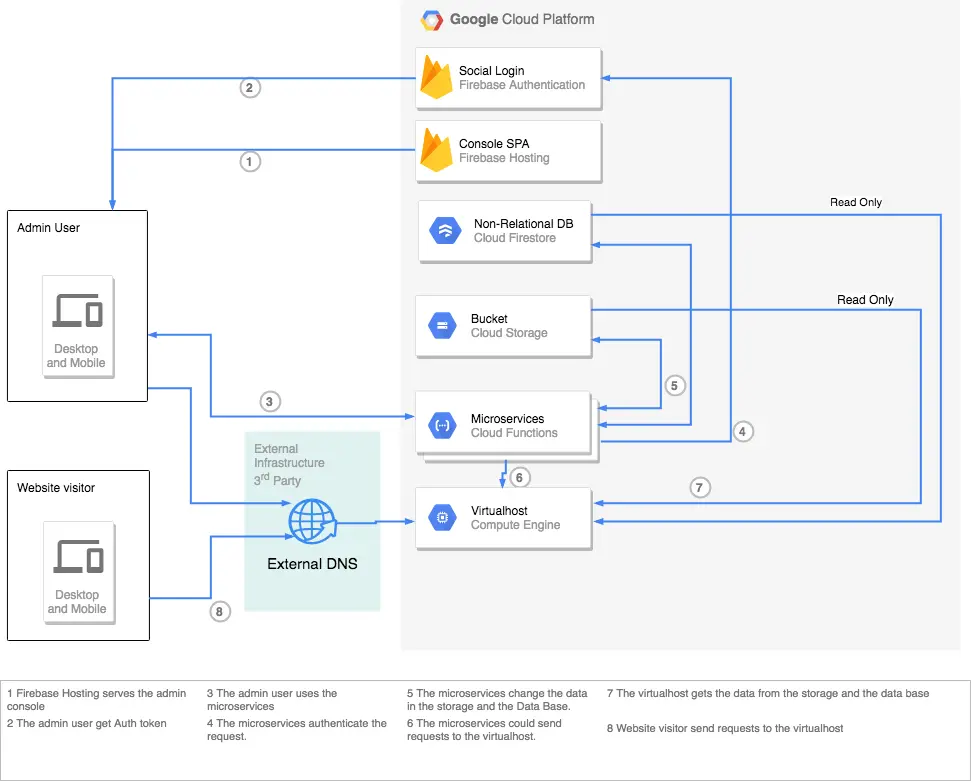 Google Cloud Platform
Social Login
Firebase Authentication
2
Console SPA
Firebase Hosting
1
Read Only
Admin User
Non-Relational DB
Cloud Firestore
Read Only
Bucket
Cloud Storage
Desktop
and Mobile
5
3
Microservices
Cloud Functions
4
External
Infrastructure
3rd Party
6
7
Website visitor
Virtualhost
Compute Engine
External DNS
Desktop
and Mobile
8
1 Firebase Hosting serves the admin
console
2 The admin user get Auth token
3 The admin user uses the
microservices
4 The microservices authenticate the
request.
5 The microservices change the data
in the storage and the Data Base.
6 The microservices could send
requests to the virtualhost.
7 The virtualhost gets the data from the storage and the data base
8 Website visitor send requests to the virtualhost